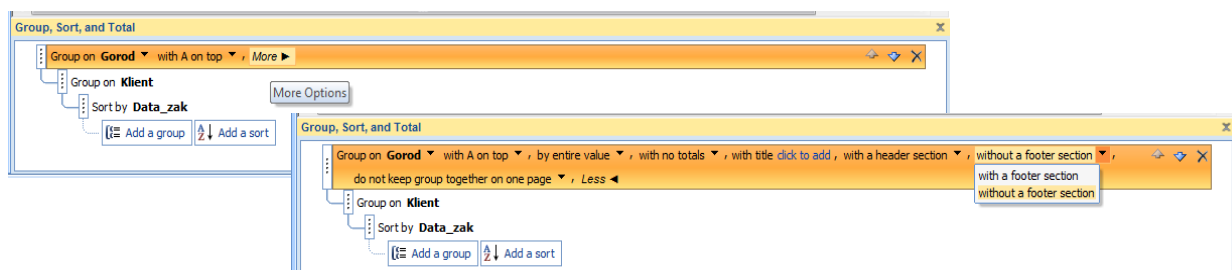 Group, Sort, and Total
Group on Gorod with A on top , More
Group on Klient
More Options
Sort by Data_zak
Add a group Add a sort
Group, Sort, and Total
Group on Gorod with A on top , by entire value , with no totals , with title click to add , with a header section , without a footer section ,
do not keep group together on one page , Less
with a footer section
without a footer section
Group on Klient
Sort by Data_zak
Add a group Add a sort